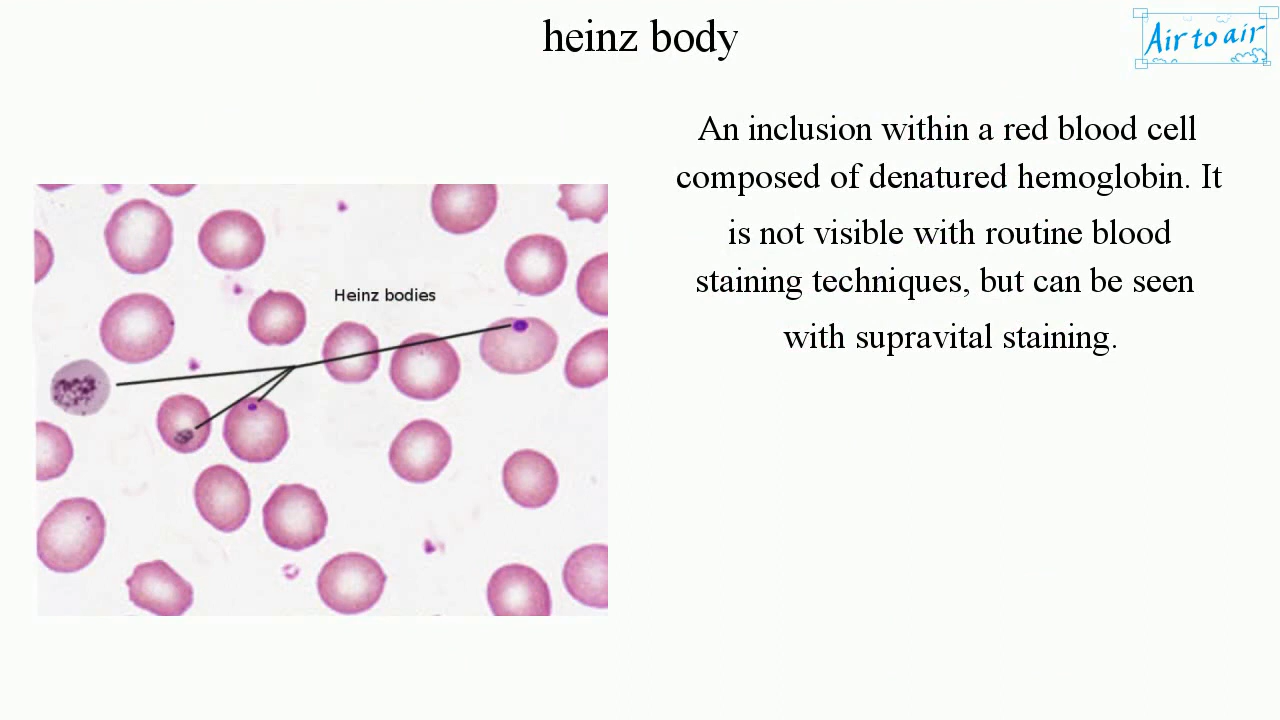 heinz body
Air to air
An inclusion within a red blood cell
composed of denatured hemoglobin. It
is not visible with routine blood
staining techniques, but can be seen
with supravital staining.
Heinz bodies